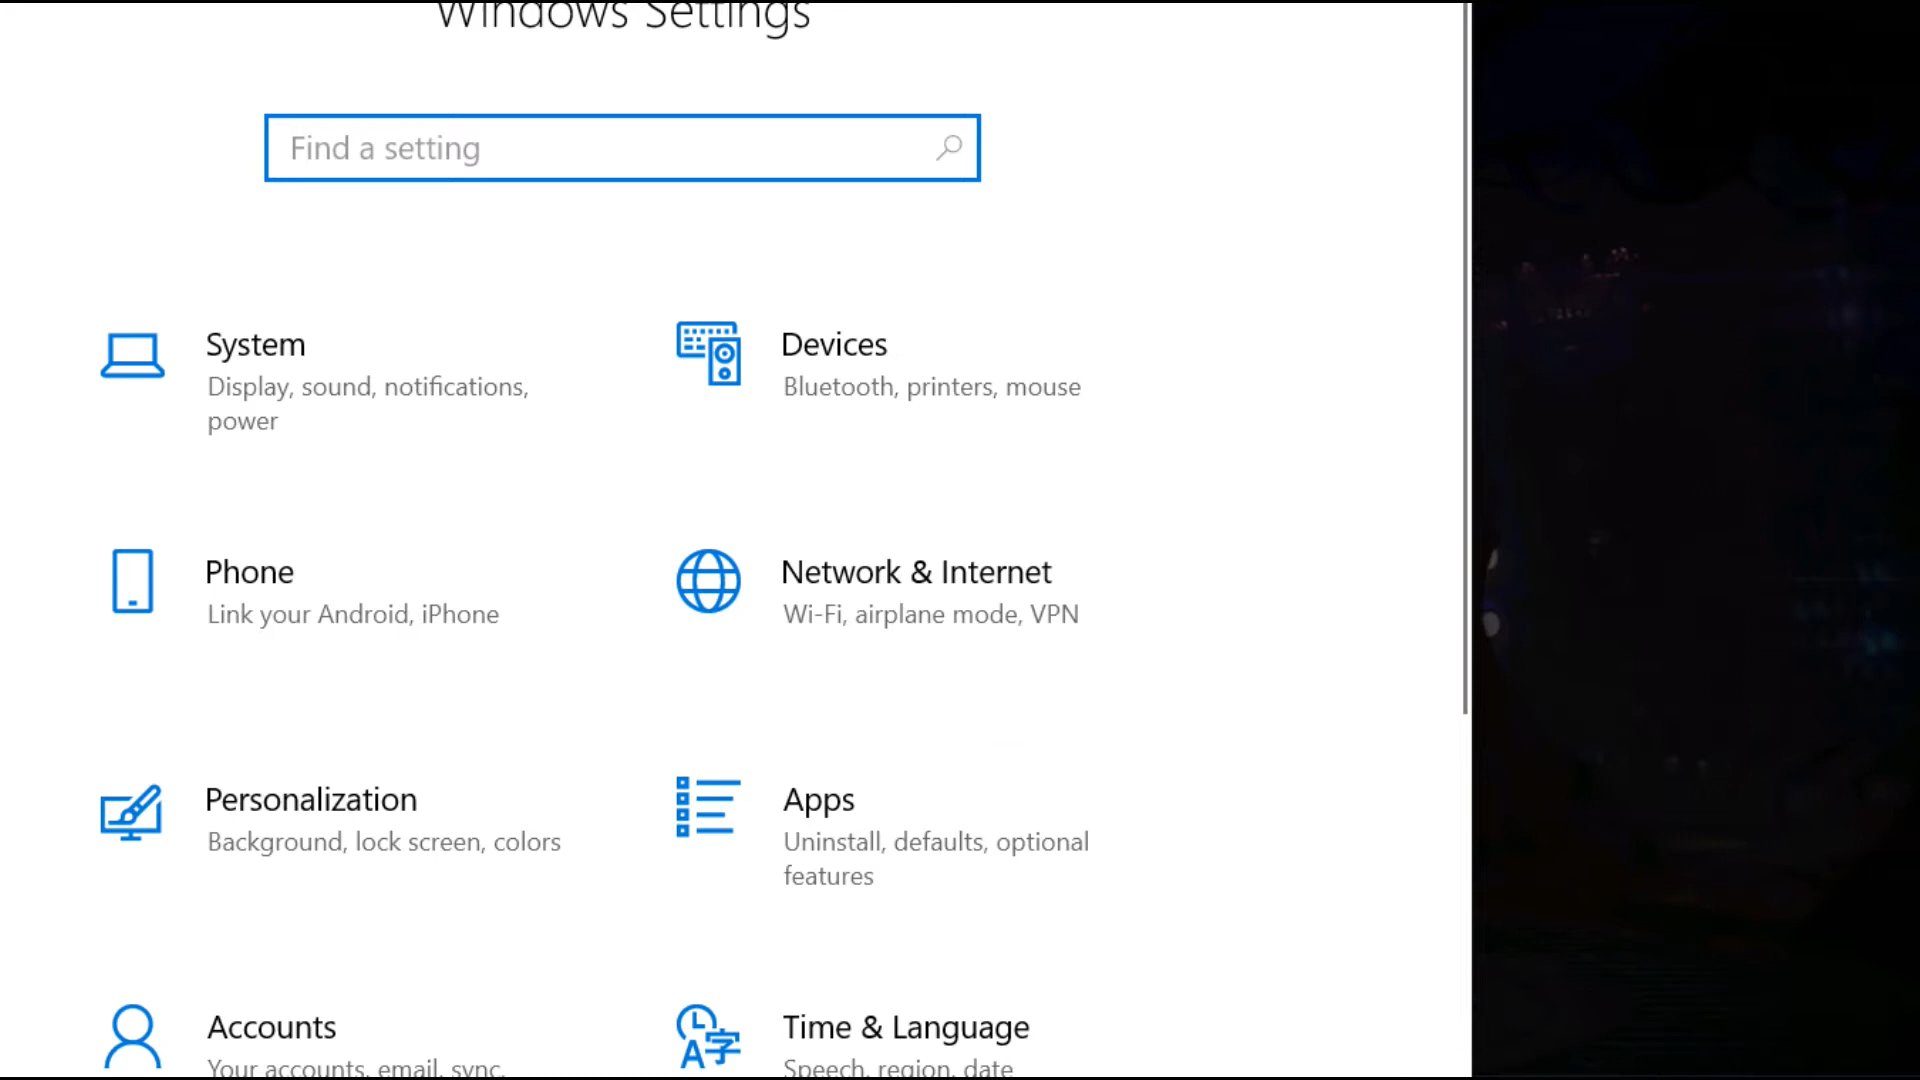 Windows Settings
Find a setting
System
Display, sound, notifications,
power
Devices
Bluetooth, printers, mouse
Phone
Link your Android, iPhone
Network & Internet
Wi-Fi, airplane mode, VPN
Personalization
Background, lock screen, colors
Apps
Uninstall, defaults, optional
features
Accounts
Your accounts, email, sync,
Time & Language
Speech, region, date